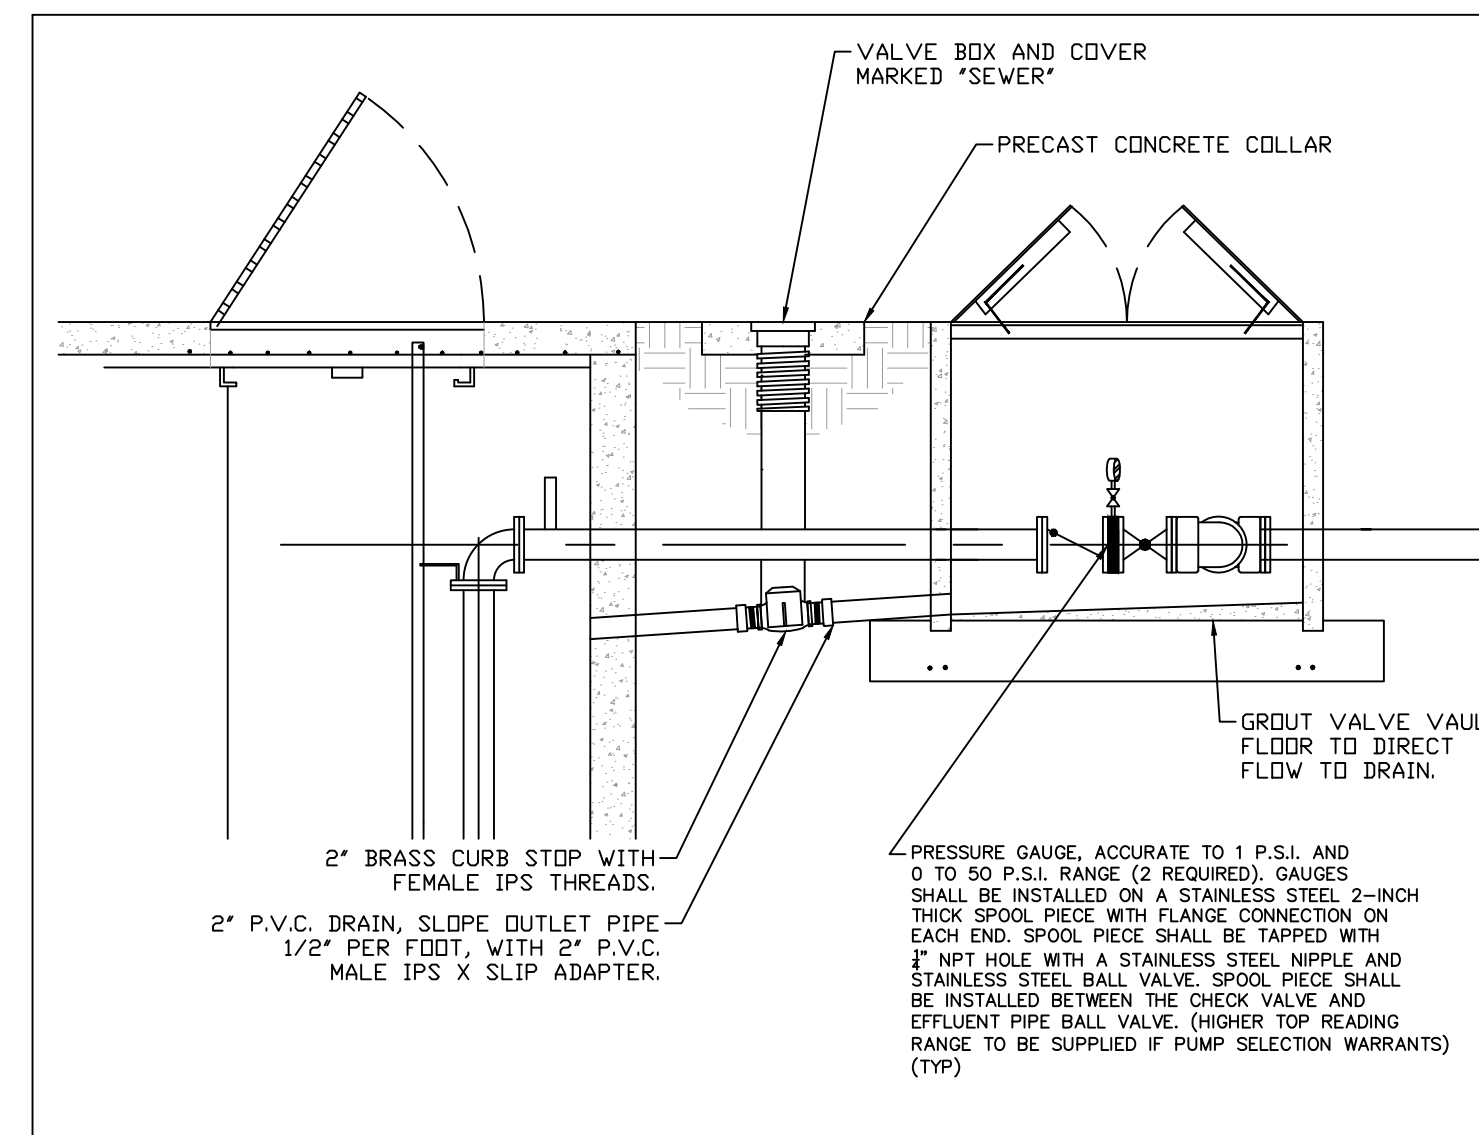 VALVE BOX AND COVER
MARKED "SEWER"
PRECAST CONCRETE COLLAR
GROUT VALVE VAUL
FLOOR TO DIRECT
FLOW TO DRAIN.
2" BRASS CURB STOP WITH
FEMALE IPS THREADS.
2" P.V.C. DRAIN, SLOPE OUTLET PIPE
1/2" PER FOOT, WITH 2" P.V.C.
MALE IPS X SLIP ADAPTER.
PRESSURE GAUGE, ACCURATE TO 1 P.S.I. AND
0 TO 50 P.S.I. RANGE (2 REQUIRED). GAUGES
SHALL BE INSTALLED ON A STAINLESS STEEL 2-INCH
THICK SPOOL PIECE WITH FLANGE CONNECTION ON
EACH END. SPOOL PIECE SHALL BE TAPPED WITH
1/4" NPT HOLE WITH A STAINLESS STEEL NIPPLE AND
STAINLESS STEEL BALL VALVE. SPOOL PIECE SHALL
BE INSTALLED BETWEEN THE CHECK VALVE AND
EFFLUENT PIPE BALL VALVE. (HIGHER TOP READING
RANGE TO BE SUPPLIED IF PUMP SELECTION WARRANTS)
(TYP)